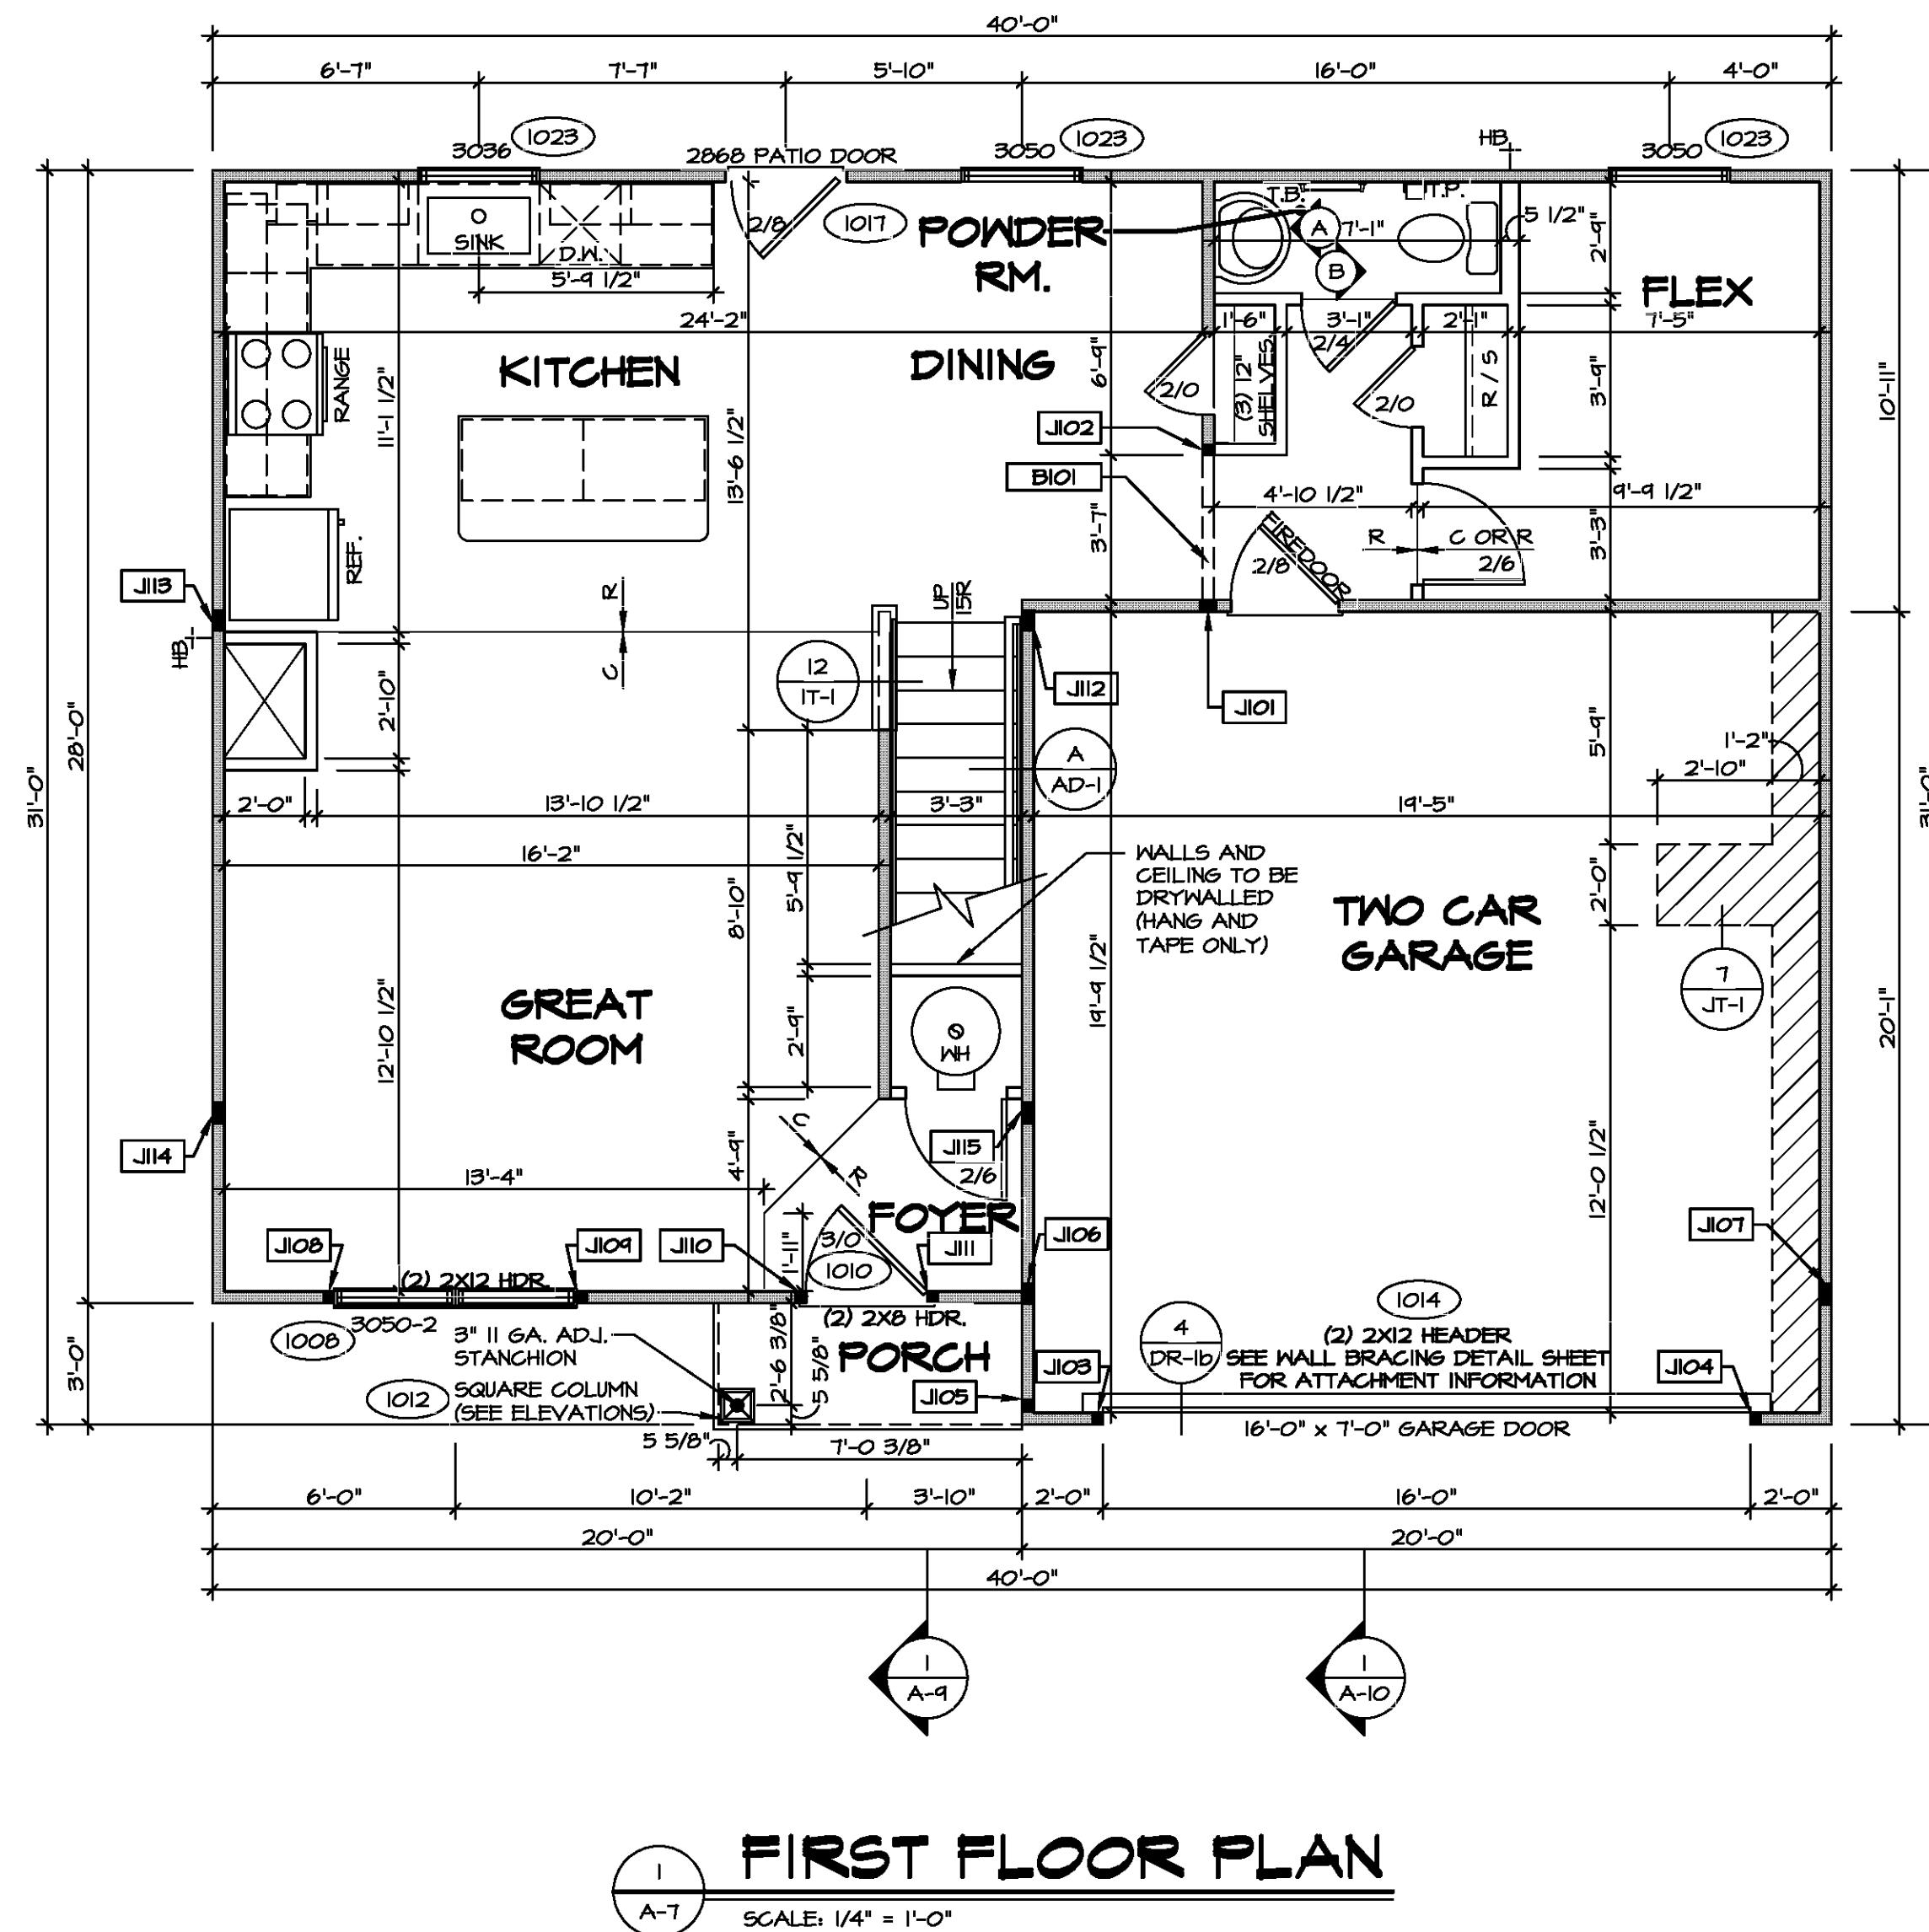 40'-0"
6'-7" 7'-7" 5'-10" 16'-0" 4'-0"
3036 1023 2868 PATIO DOOR 3050 1023 HB 3050 1023
SINK
D.W.
2/8 1017
POWDER
RM.
T.B. T.P.
A 7'-1" 5 1/2"
B
2'-9"
FLEX
5'-9 1/2"
24'-2" 1'-6" 3'-1" 2'-1" 7'-5"
KITCHEN DINING
RANGE
11'-1 1/2"
13'-6 1/2"
6'-9"
2/0
(3) 12"
SHELVES
2/4
2/0
R / S
3'-9"
10'-11"
J102
B101
4'-10 1/2" 9'-9 1/2"
3'-7"
FIREDOOR
2/8
R C OR R
2/6
3'-3"
REF.
J113
HB
R
C
UP
15R
12
1T-1
J112
J101
2'-10"
28'-0"
31'-0"
A
AD-1
5'-9"
1'-2"
2'-10"
31'-0"
2'-0" 13'-10 1/2" 3'-3" 19'-5"
16'-2"
5'-9 1/2"
8'-10"
WALLS AND
CEILING TO BE
DRYWALLED
(HANG AND
TAPE ONLY)
TWO CAR
GARAGE
2'-0"
7
JT-1
19'-9 1/2"
20'-1"
12'-10 1/2"
GREAT
ROOM
2'-9"
WH
J114
C
R
J115
2/6
4'-9"
12'-0 1/2"
13'-4"
FOYER
J108 J109 J110
1'-11"
3/0
1010
J111
J106
J107
(2) 2X12 HDR.
3050-2
1008
(2) 2X8 HDR.
3" 11 GA. ADJ.
STANCHION
1012
SQUARE COLUMN
(SEE ELEVATIONS)
2'-6 3/8"
5 5/8"
PORCH
J105
J103
4
DR-1b
1014
(2) 2X12 HEADER
SEE WALL BRACING DETAIL SHEET
FOR ATTACHMENT INFORMATION
J104
16'-0" x 7'-0" GARAGE DOOR
3'-0"
5 5/8" 7'-0 3/8"
6'-0" 10'-2" 3'-10" 2'-0" 16'-0" 2'-0"
20'-0" 20'-0"
40'-0"
1
A-9
1
A-10
1
A-7
FIRST FLOOR PLAN
SCALE: 1/4" = 1'-0"